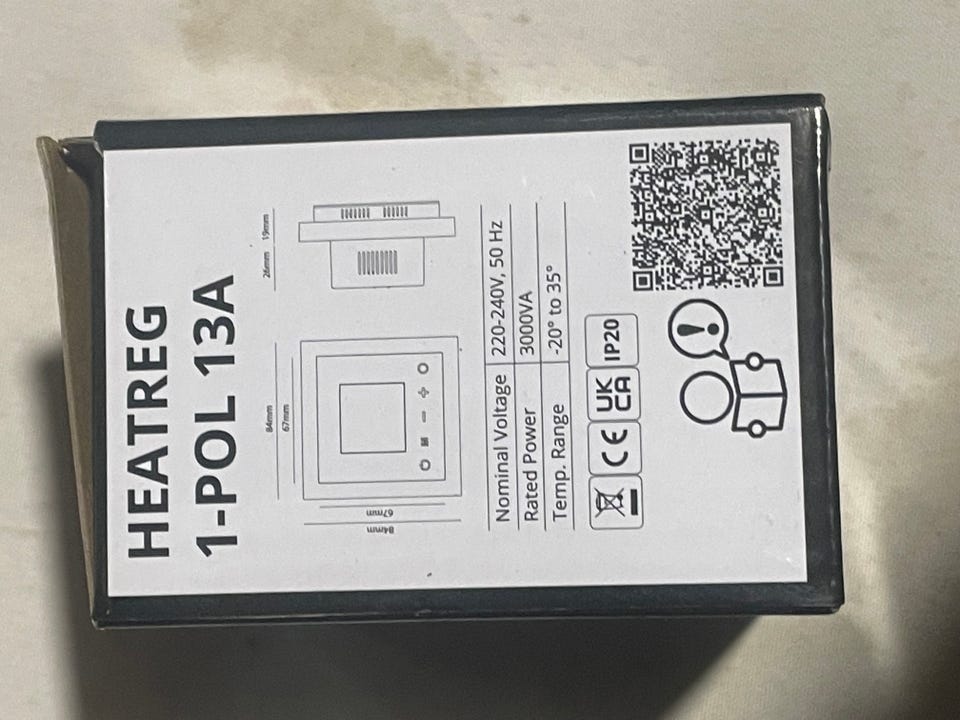 HEATREG
1-POL 13A
84mm
67mm
26mm 19mm
84mm
67mm
M
Nominal Voltage 220-240V, 50 Hz
Rated Power 3000VA
Temp. Range -20° to 35°
CE UK CA IP20